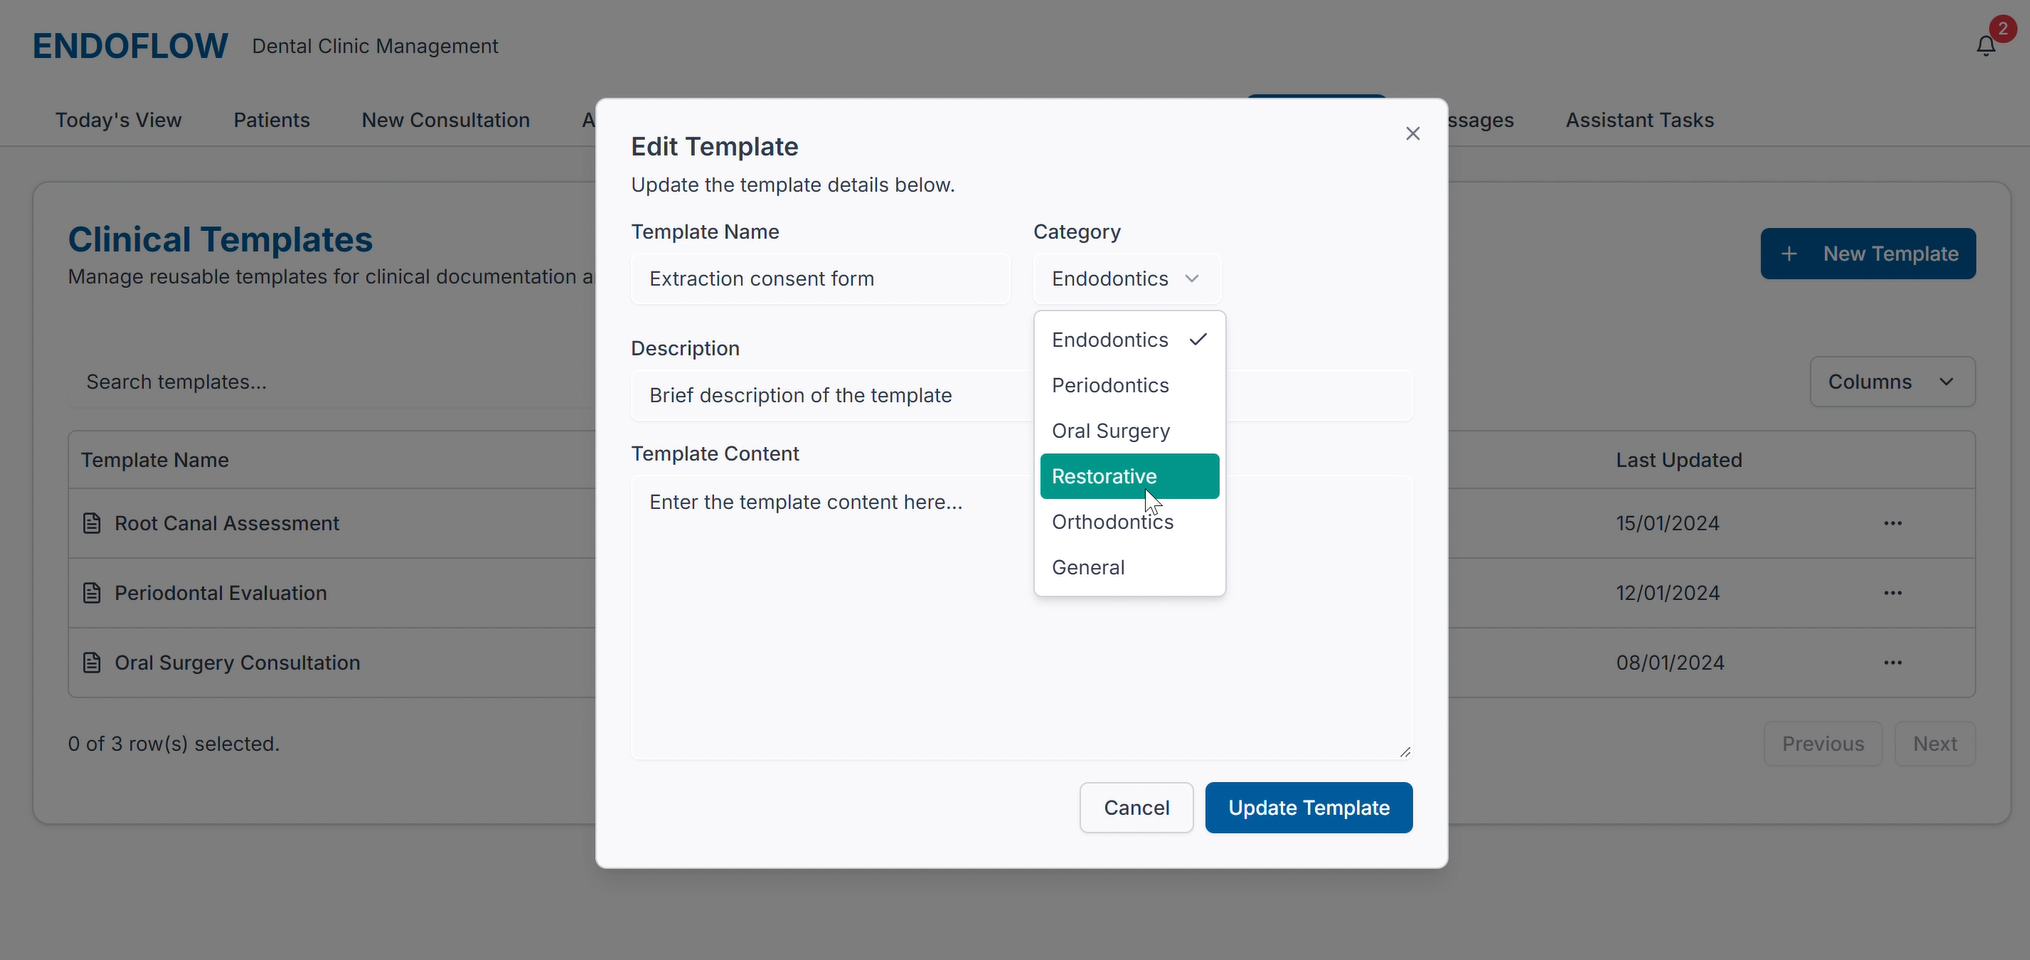 ENDOFLOW Dental Clinic Management 2
Today's View Patients New Consultation A ssages Assistant Tasks
Edit Template
Update the template details below.
Clinical Templates
Manage reusable templates for clinical documentation a
New Template
Template Name Category
Extraction consent form Endodontics
Endodontics
Periodontics
Oral Surgery
Restorative
Orthodontics
General
Description
Brief description of the template
Template Content
Enter the template content here...
Search templates...
Columns
Template Name Last Updated
Root Canal Assessment 15/01/2024
Periodontal Evaluation 12/01/2024
Oral Surgery Consultation 08/01/2024
0 of 3 row(s) selected.
Previous Next
Cancel Update Template